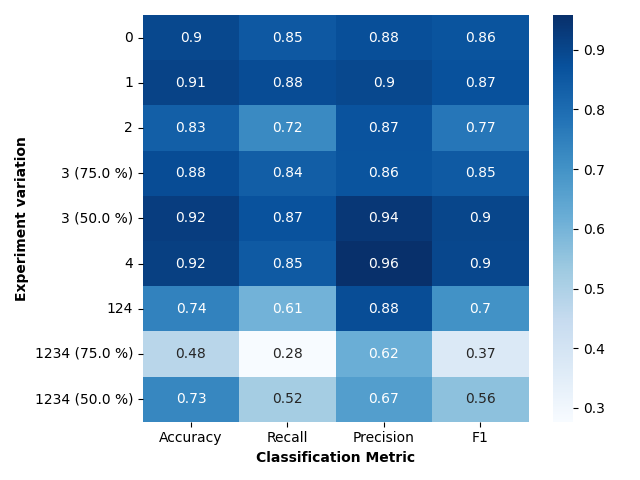 0 0.9 0.85 0.88 0.86
1 0.91 0.88 0.9 0.87
2 0.83 0.72 0.87 0.77
3 (75.0 %) 0.88 0.84 0.86 0.85
3 (50.0 %) 0.92 0.87 0.94 0.9
4 0.92 0.85 0.96 0.9
124 0.74 0.61 0.88 0.7
1234 (75.0 %) 0.48 0.28 0.62 0.37
1234 (50.0 %) 0.73 0.52 0.67 0.56
Accuracy Recall Precision F1
Classification Metric
Experiment variation
0.9
0.8
0.7
0.6
0.5
0.4
0.3